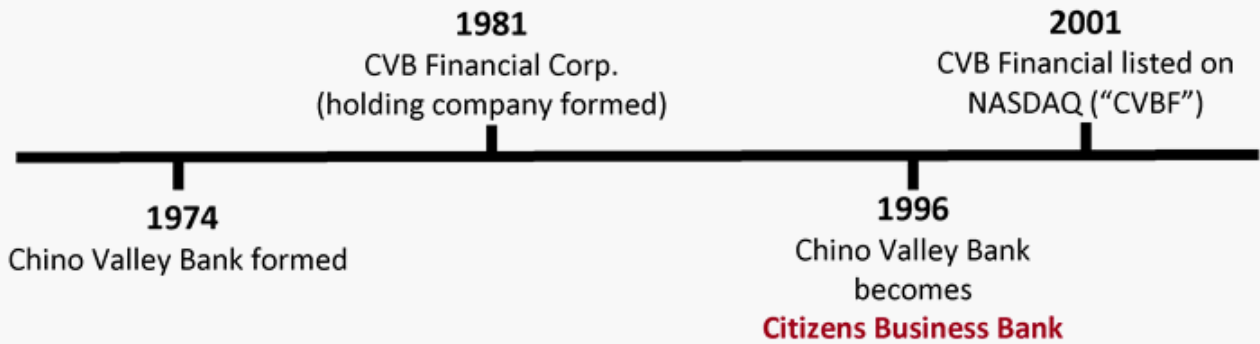 1981
CVB Financial Corp.
(holding company formed)
2001
CVB Financial listed on
NASDAQ (“CVBF”)
1974
Chino Valley Bank formed
1996
Chino Valley Bank
becomes
Citizens Business Bank